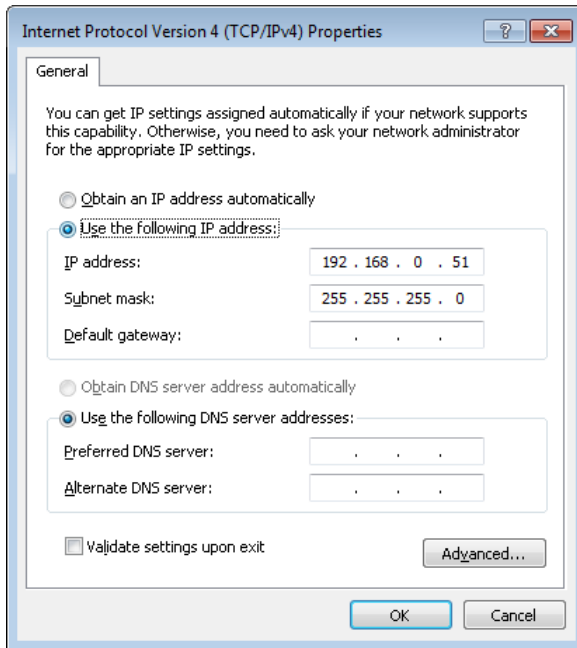 Internet Protocol Version 4 (TCP/IPv4) Properties
General
You can get IP settings assigned automatically if your network supports
this capability. Otherwise, you need to ask your network administrator
for the appropriate IP settings.
Obtain an IP address automatically
Use the following IP address:
IP address: 192 . 168 . 0 . 51
Subnet mask: 255 . 255 . 255 . 0
Default gateway: . . .
Obtain DNS server address automatically
Use the following DNS server addresses:
Preferred DNS server: . . .
Alternate DNS server: . . .
Validate settings upon exit
Advanced...
OK Cancel